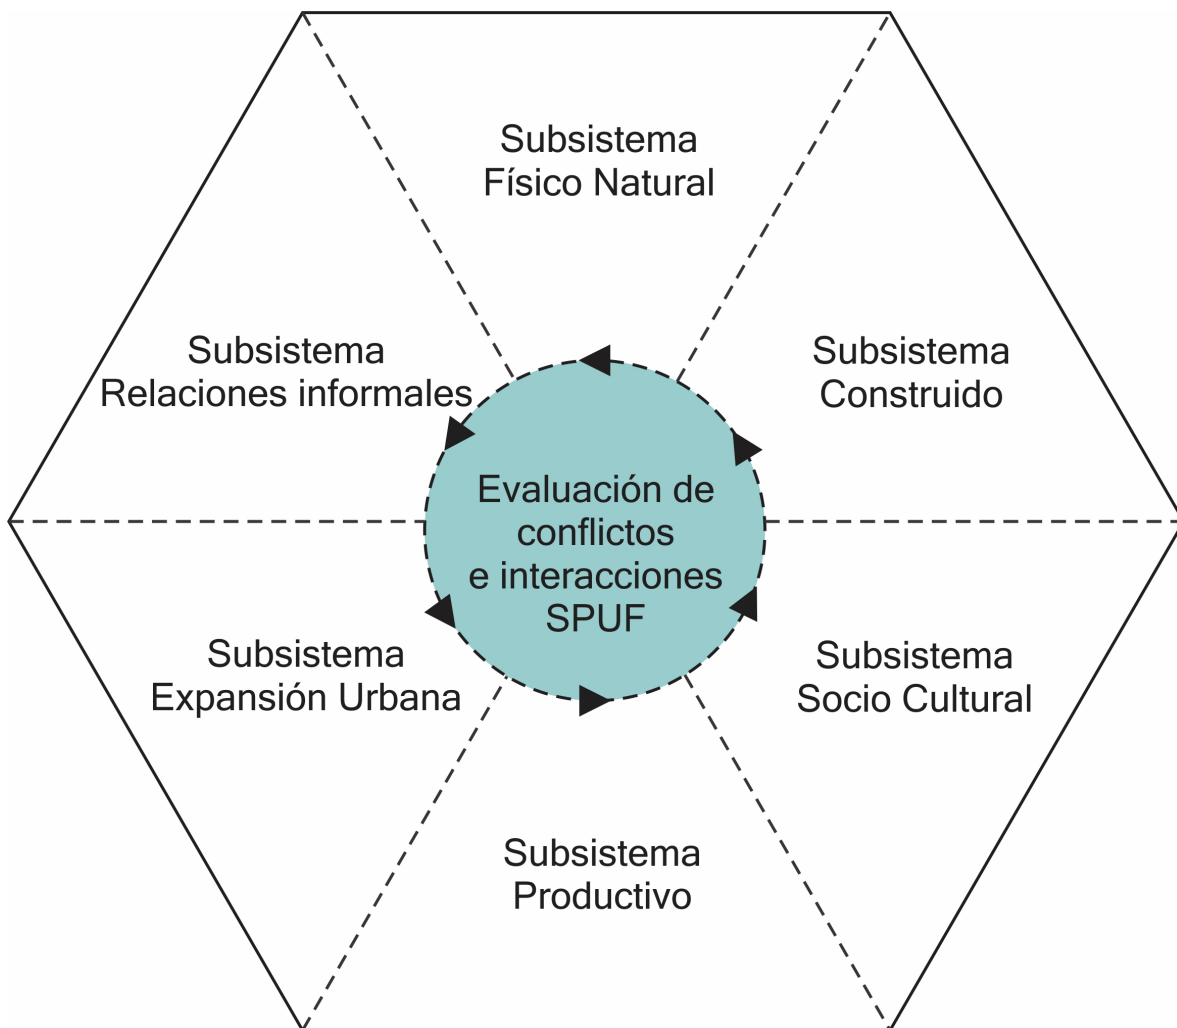 Subsistema
Físico Natural
Subsistema
Relaciones informales
Subsistema
Construido
Evaluación de
conflictos
e interacciones
SPUF
Subsistema
Expansión Urbana
Subsistema
Socio Cultural
Subsistema
Productivo